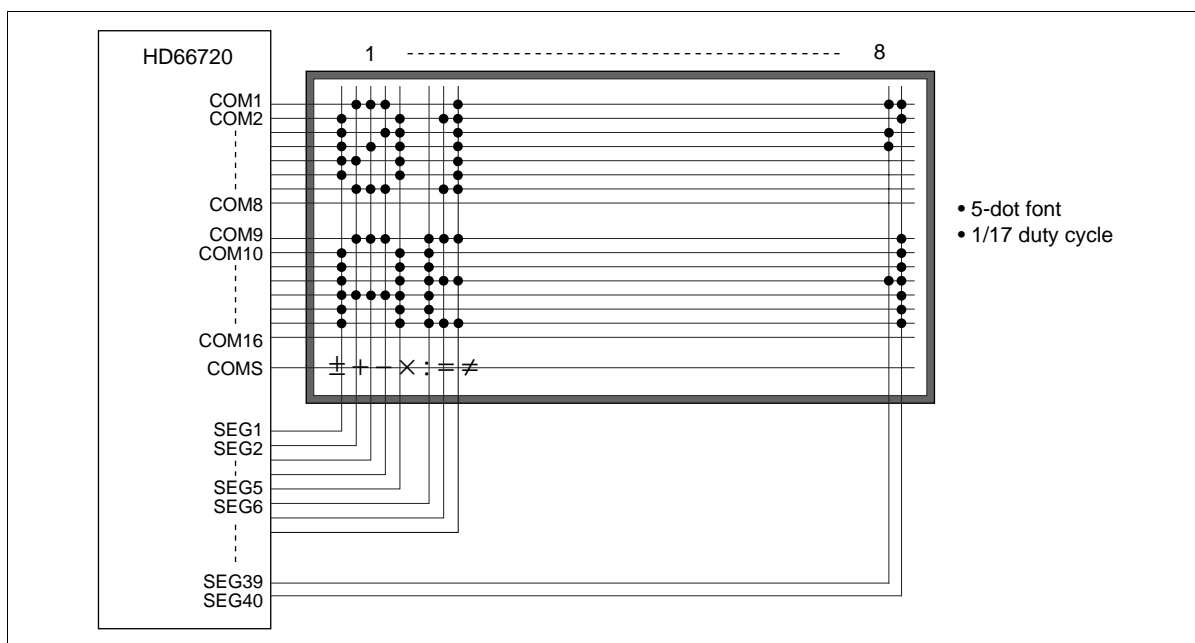 HD66720
1 8
COM1
COM2
COM8
COM9
COM10
COM16
COMS
± + − × : = ≠
• 5-dot font
• 1/17 duty cycle
SEG1
SEG2
SEG5
SEG6
SEG39
SEG40